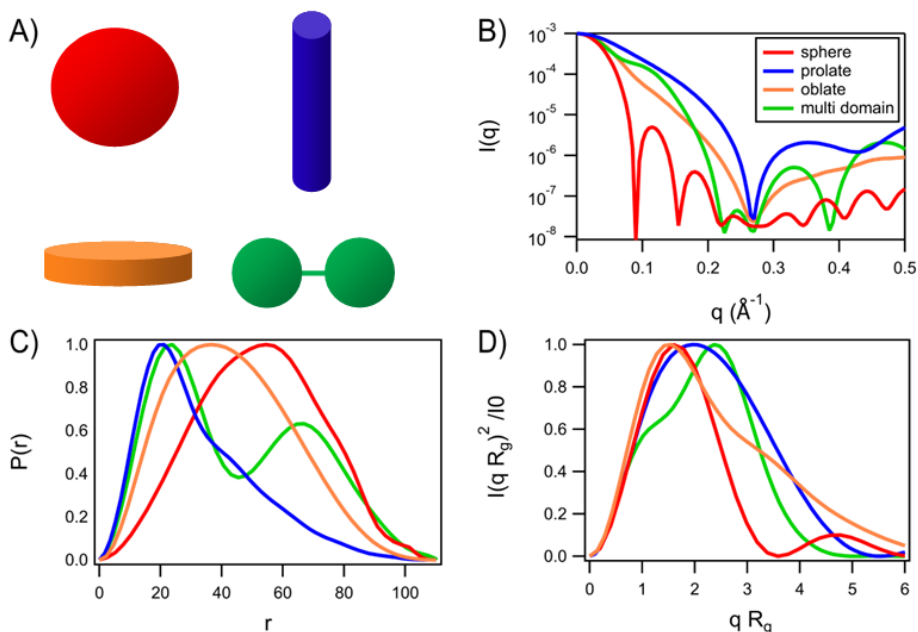 A)
B)
I(q)
10⁻³
10⁻⁴
10⁻⁵
10⁻⁶
10⁻⁷
10⁻⁸
sphere
prolate
oblate
multi domain
0.0 0.1 0.2 0.3 0.4 0.5
q (Å⁻¹)
C)
P(r)
1.0
0.8
0.6
0.4
0.2
0.0
0 20 40 60 80 100
r
D)
I(q R_g)² /I0
1.0
0.8
0.6
0.4
0.2
0.0
0 1 2 3 4 5 6
q R_g